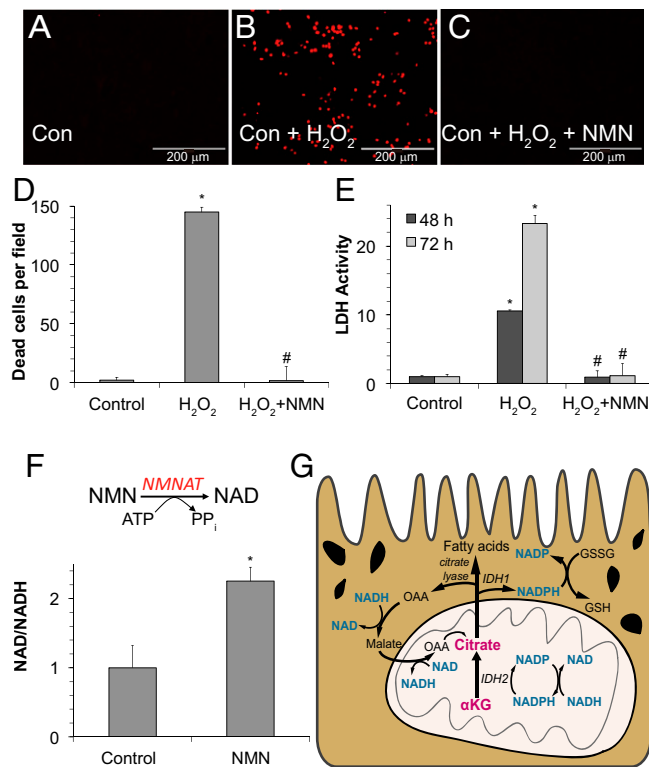 A
Con
200 µm
B
Con + H₂O₂
200 µm
C
Con + H₂O₂ + NMN
200 µm
D
Dead cells per field
150
100
50
0
*
#
Control
H₂O₂
H₂O₂+NMN
E
LDH Activity
20
10
0
48 h
72 h
*
*
#
#
Control
H₂O₂
H₂O₂+NMN
F
NMNAT
NMN
NAD
ATP
PPi
NAD/NADH
2
1
0
*
Control
NMN
G
Fatty acids
citrate
lyase
IDH1
NADP
GSSG
NADPH
GSH
OAA
NADH
NAD
Malate
OAA
Citrate
NAD
NADH
IDH2
αKG
NADP
NAD
NADPH
NADH